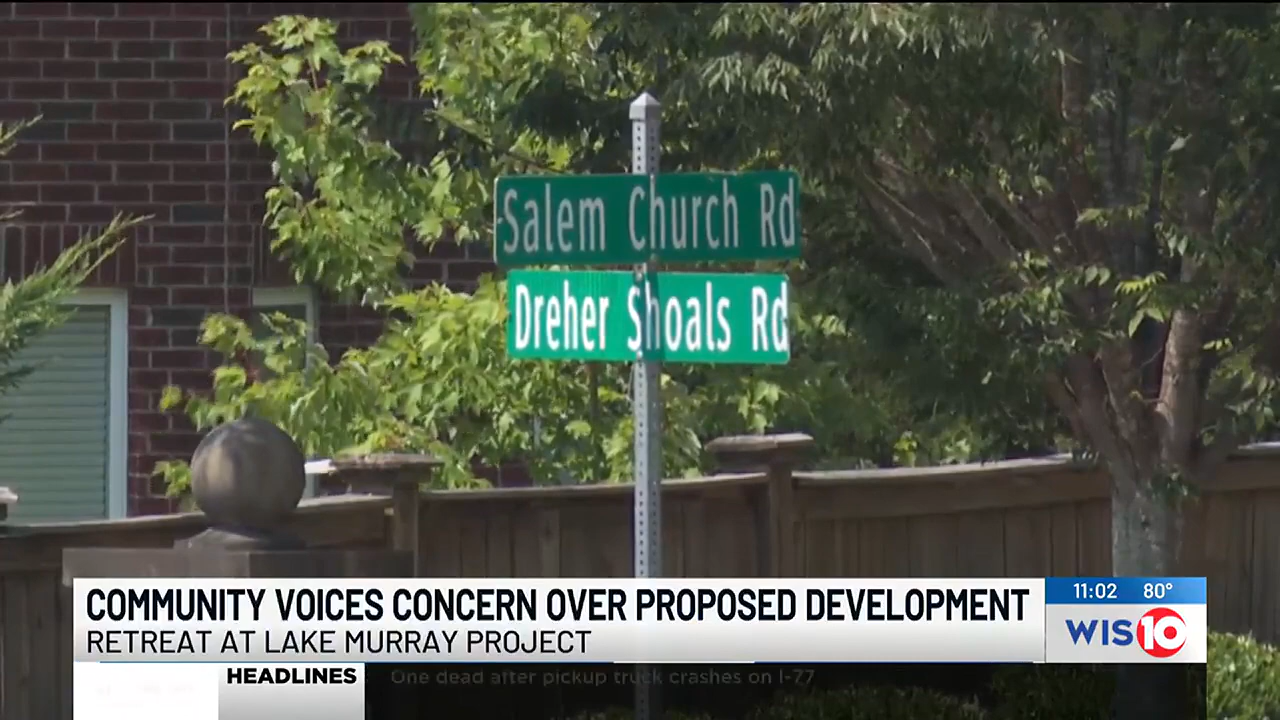 Salem Church Rd
Dreher Shoals Rd
COMMUNITY VOICES CONCERN OVER PROPOSED DEVELOPMENT
RETREAT AT LAKE MURRAY PROJECT
11:02 80°
WIS10
HEADLINES
One dead after pickup truck crashes on I-77